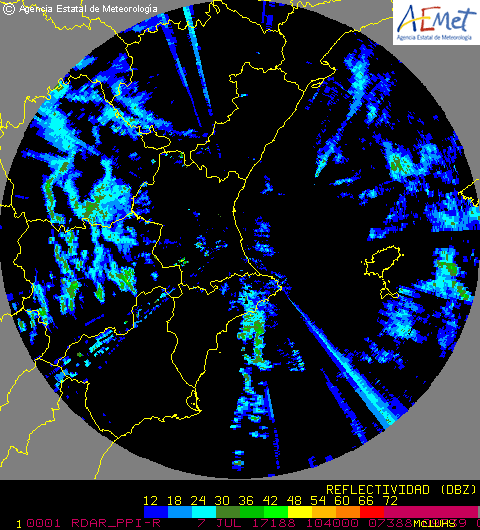 © Agencia Estatal de Meteorología
AEMet
Agencia Estatal de Meteorología
REFLECTIVIDAD (DBZ)
12 18 24 30 36 42 48 54 60 66 72
1 0001 RDAR_PPI-R 7 JUL 17188 104000